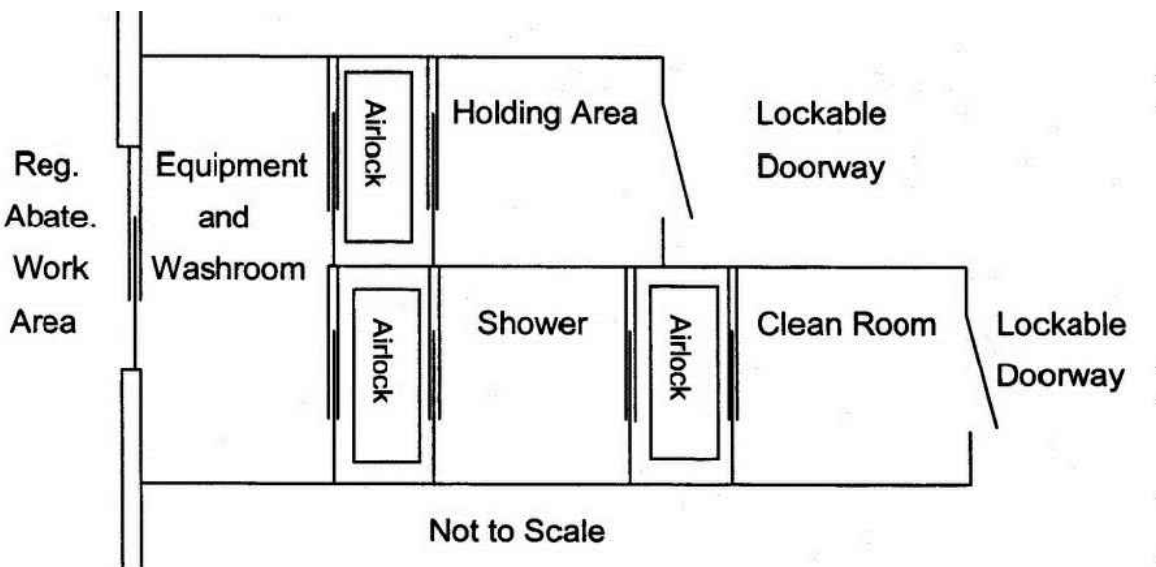 Reg.
Abate.
Work
Area
Equipment
and
Washroom
Airlock
Holding Area
Lockable
Doorway
Airlock
Shower
Airlock
Clean Room
Lockable
Doorway
Not to Scale